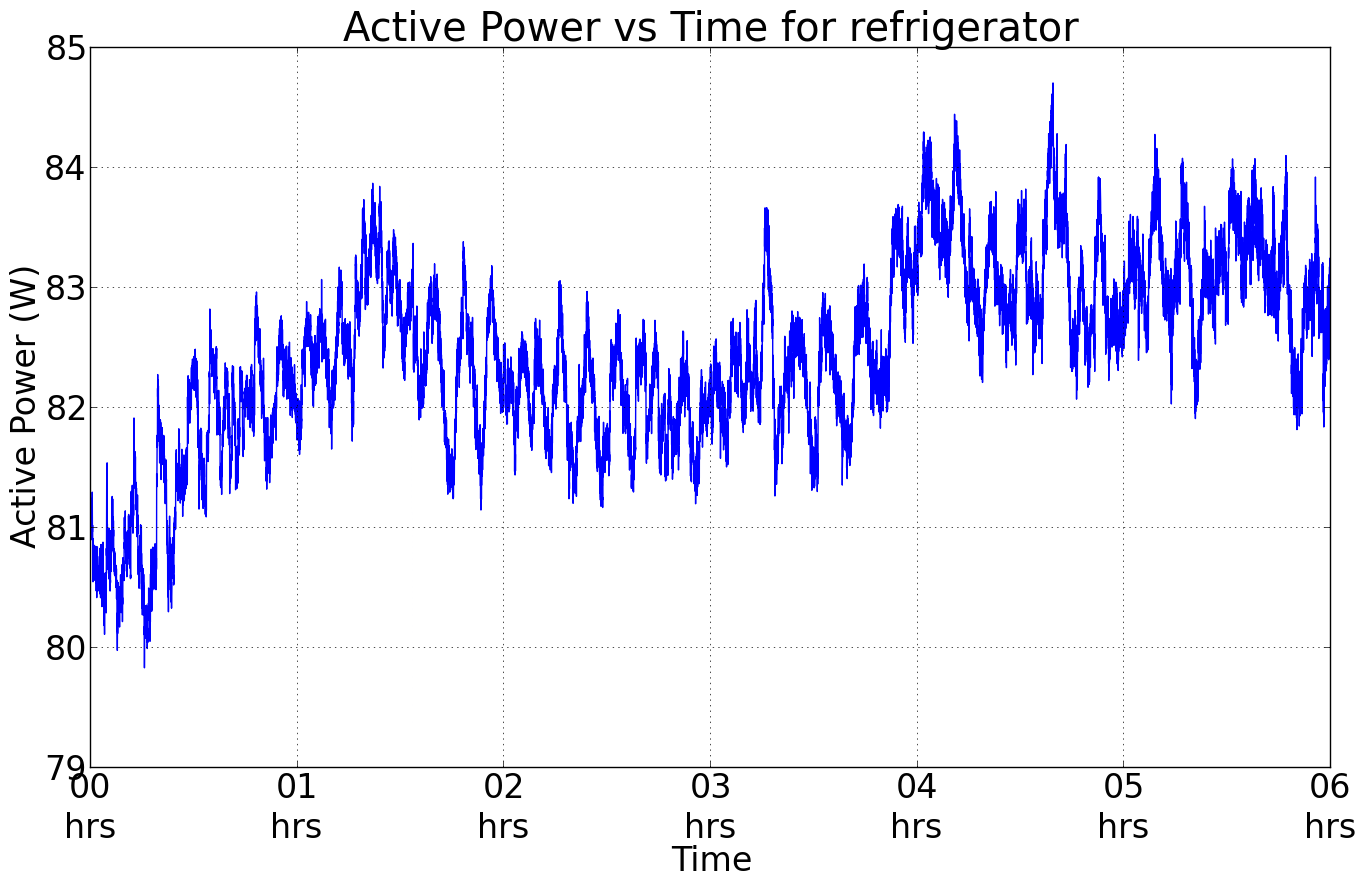 Active Power vs Time for refrigerator
Active Power (W)
85
84
83
82
81
80
79
00 01 02 03 04 05 06
hrs hrs hrs hrs hrs hrs hrs
Time